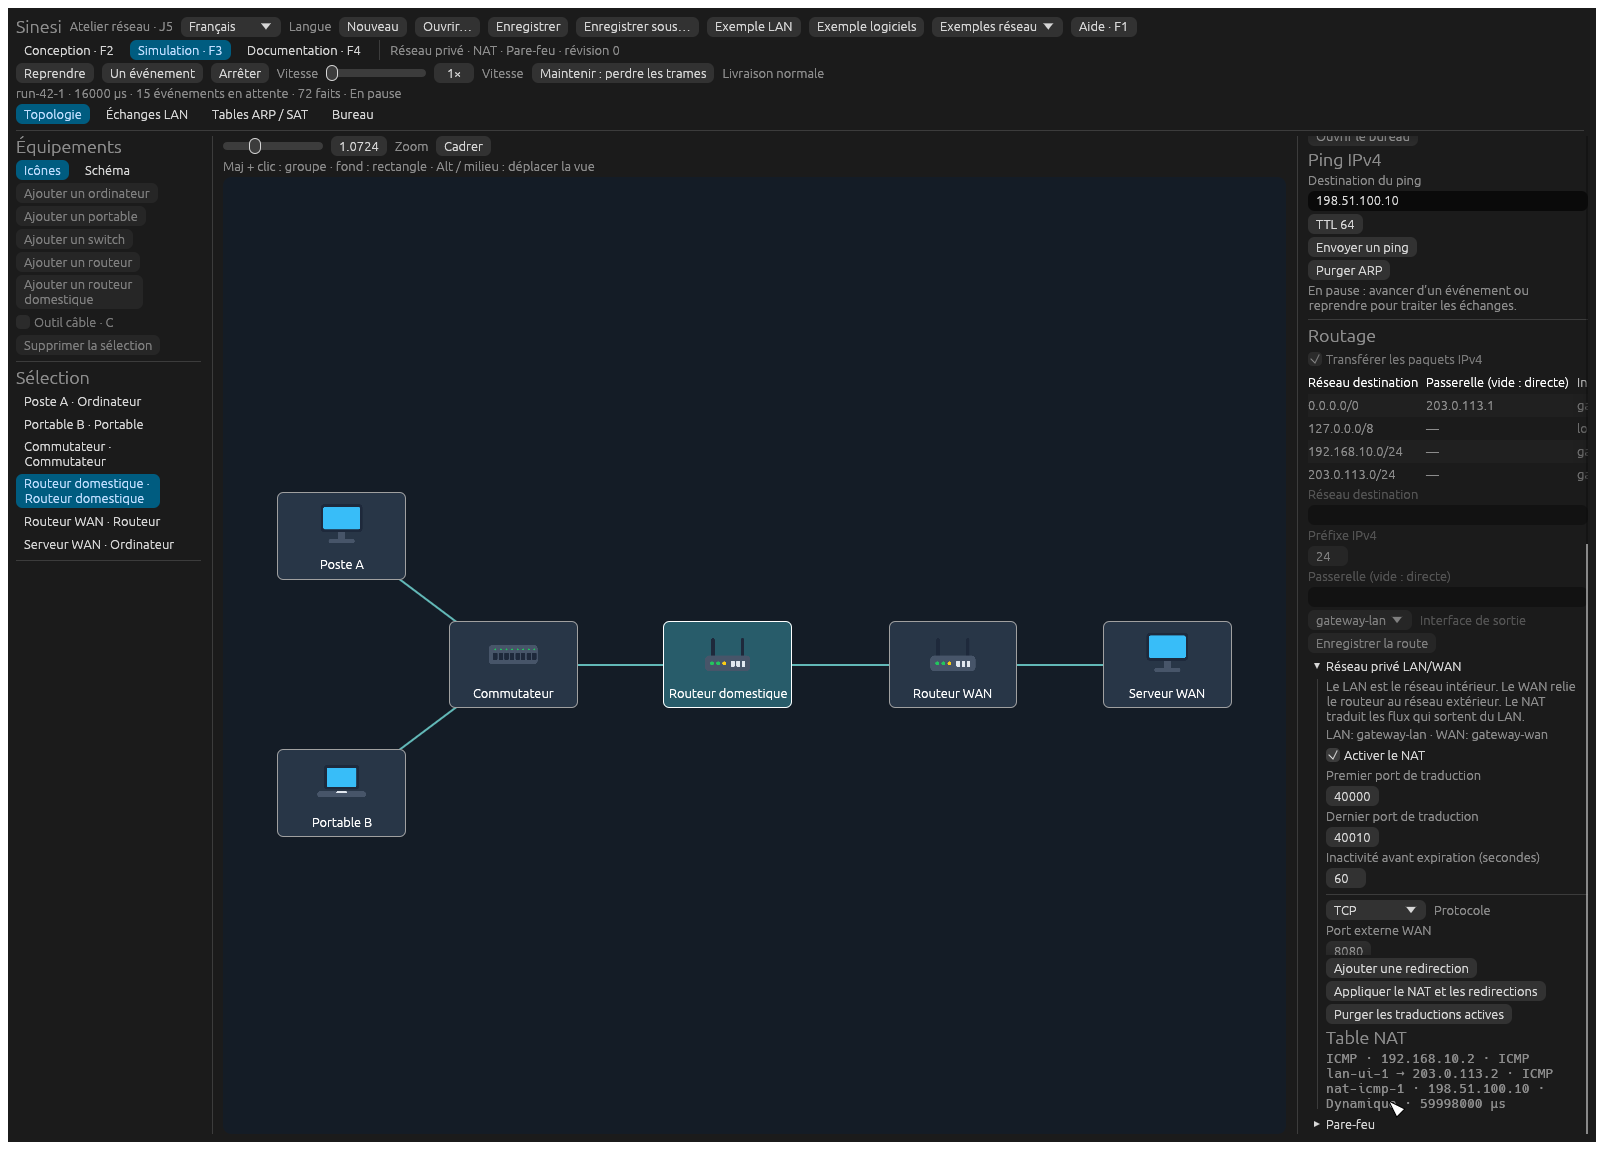 Sinesi Atelier réseau · J5 Français Langue Nouveau Ouvrir… Enregistrer Enregistrer sous… Exemple LAN Exemple logiciels Exemples réseau Aide · F1
Conception · F2 Simulation · F3 Documentation · F4 Réseau privé · NAT · Pare-feu · révision 0
Reprendre Un événement Arrêter Vitesse 1× Vitesse Maintenir : perdre les trames Livraison normale
run-42-1 · 16000 µs · 15 événements en attente · 72 faits · En pause
Topologie Échanges LAN Tables ARP / SAT Bureau
Équipements
Icônes Schéma
Ajouter un ordinateur
Ajouter un portable
Ajouter un switch
Ajouter un routeur
Ajouter un routeur
domestique
Outil câble · C
Supprimer la sélection
Sélection
Poste A · Ordinateur
Portable B · Portable
Commutateur ·
Commutateur
Routeur domestique ·
Routeur domestique
Routeur WAN · Routeur
Serveur WAN · Ordinateur
1.0724 Zoom Cadrer
Maj + clic : groupe · fond : rectangle · Alt / milieu : déplacer la vue
Poste A
Commutateur
Routeur domestique
Routeur WAN
Serveur WAN
Portable B
Ouvrir le bureau
Ping IPv4
Destination du ping
198.51.100.10
TTL 64
Envoyer un ping
Purger ARP
En pause : avancer d’un événement ou
reprendre pour traiter les échanges.
Routage
Transférer les paquets IPv4
Réseau destination Passerelle (vide : directe) In
0.0.0.0/0 203.0.113.1 ga
127.0.0.0/8 — lo
192.168.10.0/24 — ga
203.0.113.0/24 — ga
Réseau destination
Préfixe IPv4
24
Passerelle (vide : directe)
gateway-lan Interface de sortie
Enregistrer la route
Réseau privé LAN/WAN
Le LAN est le réseau intérieur. Le WAN relie
le routeur au réseau extérieur. Le NAT
traduit les flux qui sortent du LAN.
LAN: gateway-lan · WAN: gateway-wan
Activer le NAT
Premier port de traduction
40000
Dernier port de traduction
40010
Inactivité avant expiration (secondes)
60
TCP Protocole
Port externe WAN
8080
Ajouter une redirection
Appliquer le NAT et les redirections
Purger les traductions actives
Table NAT
ICMP · 192.168.10.2 · ICMP
lan-ui-1 → 203.0.113.2 · ICMP
nat-icmp-1 · 198.51.100.10 ·
Dynamique · 59998000 µs
Pare-feu